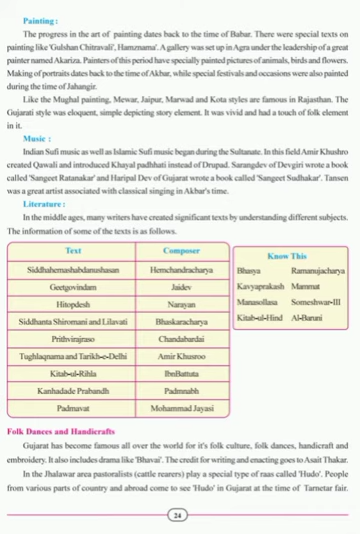 Painting :
The progress in the art of painting dates back to the time of Babar. There were special texts on
painting like 'Gulshan Chitravali', Hamznama'. A gallery was set up in Agra under the leadership of a great
painter named Akariza. Painters of this period have specially painted pictures of animals, birds and flowers.
Making of portraits dates back to the time of Akbar, while special festivals and occasions were also painted
during the time of Jahangir.
Like the Mughal painting, Mewar, Jaipur, Marwad and Kota styles are famous in Rajasthan. The
Gujarati style was eloquent, simple depicting story element. It was vivid and had a touch of folk element
in it.
Music :
Indian Sufi music as well as Islamic Sufi music began during the Sultanate. In this field Amir Khushro
created Qawali and introduced Khayal padhhati instead of Drupad. Sarangdev of Devgiri wrote a book
called 'Sangeet Ratanakar' and Haripal Dev of Gujarat wrote a book called 'Sangeet Sudhakar'. Tansen
was a great artist associated with classical singing in Akbar's time.
Literature :
In the middle ages, many writers have created significant texts by understanding different subjects.
The information of some of the texts is as follows.
Text Composer
Siddhahemashabdanushasan Hemchandracharya
Geetgovindam Jaidev
Hitopdesh Narayan
Siddhanta Shiromani and Lilavati Bhaskaracharya
Prithvirajraso Chandabardai
Tughlaqnama and Tarikh-e-Delhi Amir Khusroo
Kitab-ul-Rihla IbnBattuta
Kanhadade Prabandh Padmnabh
Padmavat Mohammad Jayasi
Know This
Bhasya Ramanujacharya
Kavyaprakash Mammat
Manasollasa Someshwar-III
Kitab-ul-Hind Al-Baruni
Folk Dances and Handicrafts
Gujarat has become famous all over the world for it's folk culture, folk dances, handicraft and
embroidery. It also includes drama like 'Bhavai'. The credit for writing and enacting goes to Asait Thakar.
In the Jhalawar area pastoralists (cattle rearers) play a special type of raas called 'Hudo'. People
from various parts of country and abroad come to see 'Hudo' in Gujarat at the time of Tarnetar fair.
24